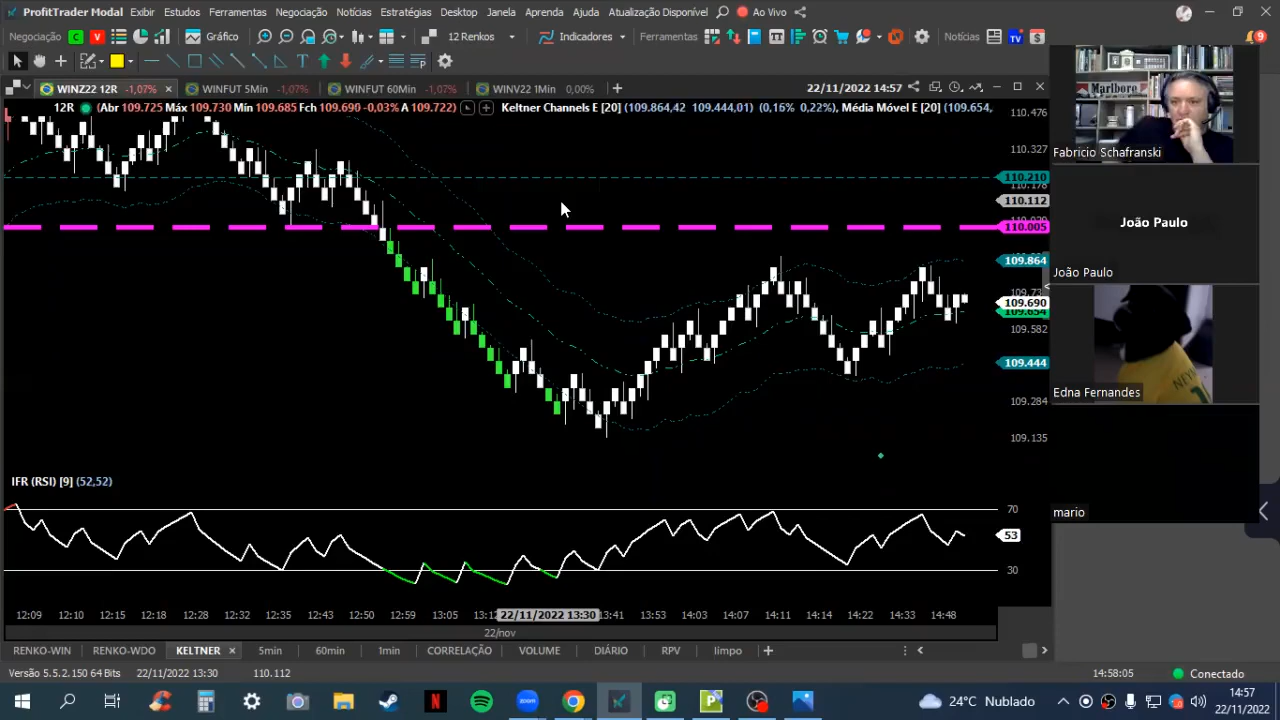 ProfitTrader Modal Exibir Estudos Ferramentas Negociação Notícias Estratégias Desktop Janela Aprenda Ajuda Atualização Disponível Ao Vivo
Negociação C V Gráfico 12 Renkos Indicadores Ferramentas Notícias TV $
WINZ22 12R -1,07% WINFUT 5Min -1,07% WINFUT 60Min -1,07% WINV22 1Min 0,00% 22/11/2022 14:57
12R (Abr 109.725 Máx 109.730 Min 109.685 Fch 109.690 -0,03% A 109.722) Keltner Channels E [20] (109.864,42 109.444,01) (0,16% 0,22%), Média Móvel E [20] (109.654,
110.476
110.327
110.210
110.178
110.112
110.005
109.864
109.690
109.654
109.582
109.444
109.284
109.135
Marlboro
Fabricio Schafranski
João Paulo
João Paulo
Edna Fernandes
mario
IFR (RSI) [9] (52,52)
70
53
30
12:09 12:10 12:15 12:18 12:28 12:32 12:35 12:43 12:50 12:59 13:05 22/11/2022 13:30 13:41 13:53 14:03 14:07 14:11 14:14 14:22 14:33 14:48
22/nov
RENKO-WIN RENKO-WDO KELTNER 5min 60min 1min CORRELAÇÃO VOLUME DIÁRIO RPV limpo
Versão 5.5.2.150 64 Bits 22/11/2022 13:30 110.112 14:58:05 Conectado
24°C Nublado
14:57
22/11/2022